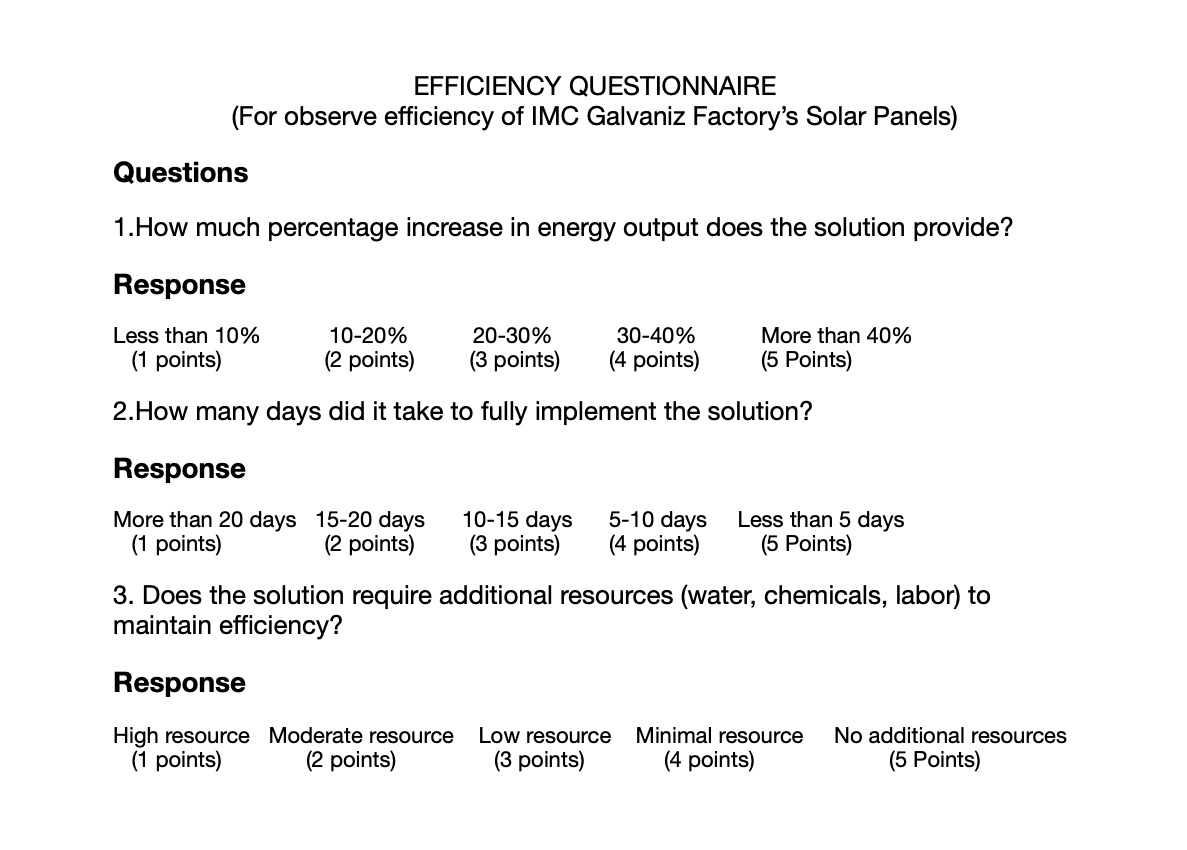 EFFICIENCY QUESTIONNAIRE
(For observe efficiency of IMC Galvaniz Factory’s Solar Panels)
Questions
1.How much percentage increase in energy output does the solution provide?
Response
Less than 10% 10-20% 20-30% 30-40% More than 40%
(1 points) (2 points) (3 points) (4 points) (5 Points)
2.How many days did it take to fully implement the solution?
Response
More than 20 days 15-20 days 10-15 days 5-10 days Less than 5 days
(1 points) (2 points) (3 points) (4 points) (5 Points)
3. Does the solution require additional resources (water, chemicals, labor) to
maintain efficiency?
Response
High resource Moderate resource Low resource Minimal resource No additional resources
(1 points) (2 points) (3 points) (4 points) (5 Points)